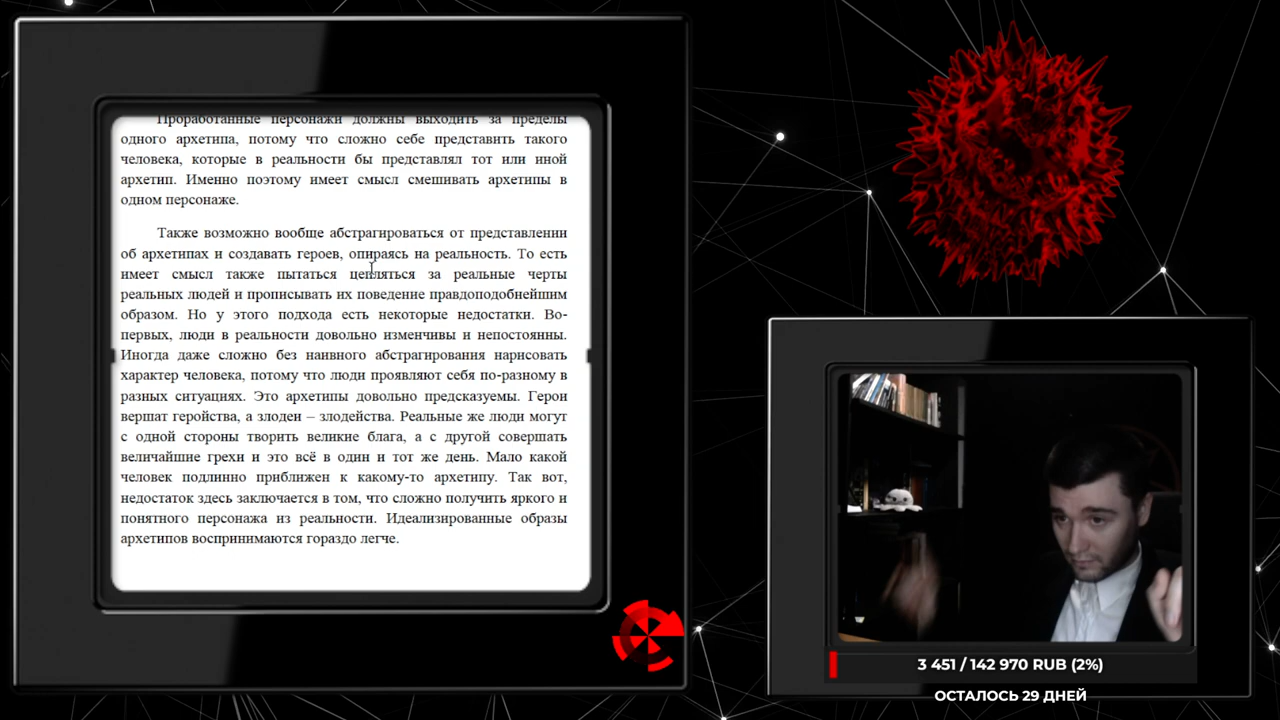 Проработанные персонажи должны выходить за пределы
одного архетипа, потому что сложно себе представить такого
человека, которые в реальности бы представлял тот или иной
архетип. Именно поэтому имеет смысл смешивать архетипы в
одном персонаже.
Также возможно вообще абстрагироваться от представлении
об архетипах и создавать героев, опираясь на реальность. То есть
имеет смысл также пытаться цепляться за реальные черты
реальных людей и прописывать их поведение правдоподобнейшим
образом. Но у этого подхода есть некоторые недостатки. Во-
первых, люди в реальности довольно изменчивы и непостоянны.
Иногда даже сложно без наивного абстрагирования нарисовать
характер человека, потому что люди проявляют себя по-разному в
разных ситуациях. Это архетипы довольно предсказуемы. Герои
вершат геройства, а злодеи – злодейства. Реальные же люди могут
с одной стороны творить великие блага, а с другой совершать
величайшие грехи и это всё в один и тот же день. Мало какой
человек подлинно приближен к какому-то архетипу. Так вот,
недостаток здесь заключается в том, что сложно получить яркого и
понятного персонажа из реальности. Идеализированные образы
архетипов воспринимаются гораздо легче.
3 451 / 142 970 RUB (2%)
ОСТАЛОСЬ 29 ДНЕЙ